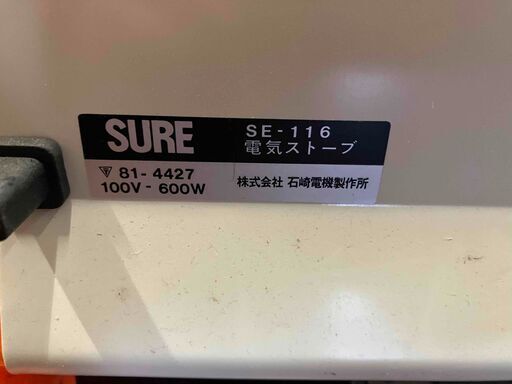 SURE
SE-116
電気ストーブ
81-4427
100V-600W
株式会社 石崎電機製作所